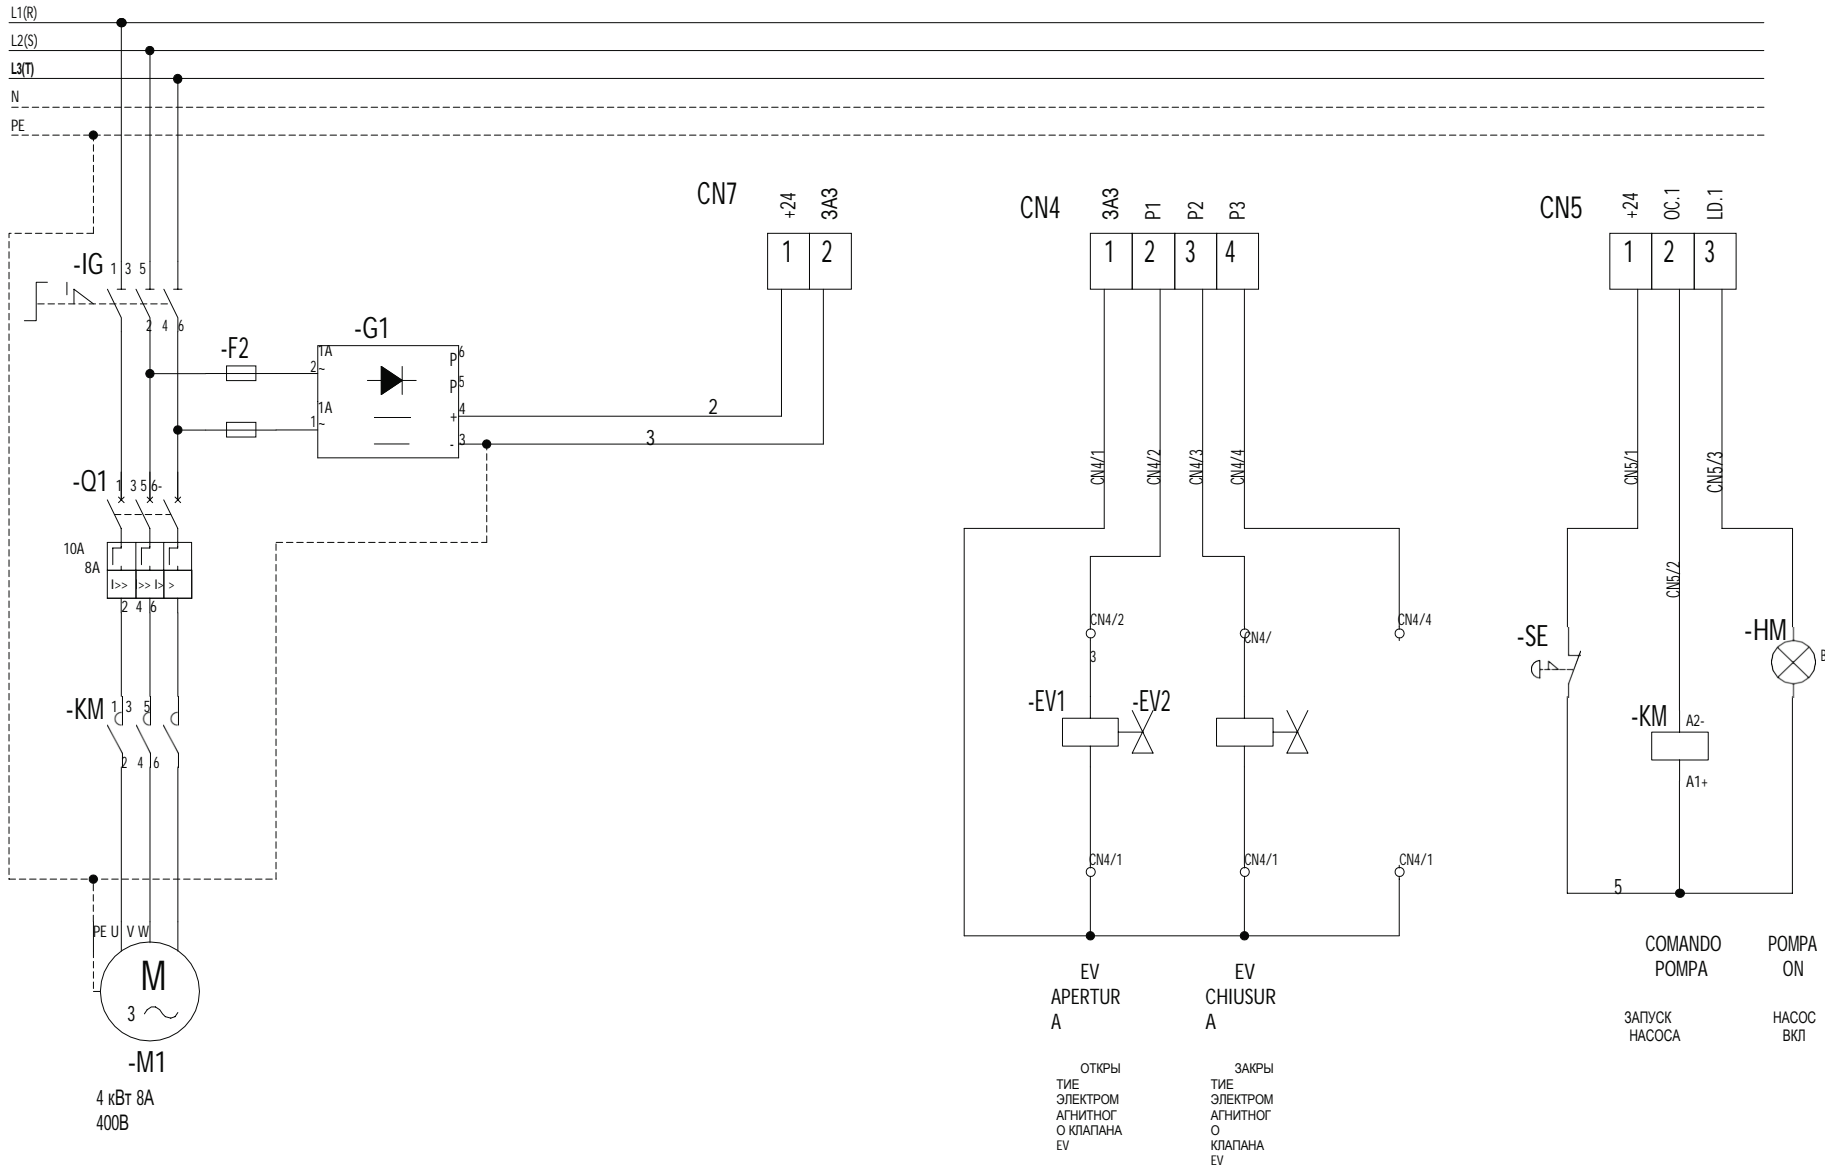 L1(R)
L2(S)
L3(T)
N
PE
CN7
+24
ЗАЗ
1
2
CN4
ЗАЗ
P1
P2
P3
1
2
3
4
CN5
+24
OC.1
LD.1
1
2
3
-IG
1 3 5
2 4 6
-F2
-G1
1A
2 ~
1A
1 ~
P 6
P 5
+ 4
- 3
2
3
-Q1
1 3 5 6-
10A
8A
I>> I>> I> >
2 4 6
-KM
1 3 5
2 4 6
PE U V W
M
3
-M1
4 кВт 8А
400В
CN4/1
CN4/2
CN4/3
CN4/4
CN4/2
3
CN4/
CN4/4
-EV1
-EV2
CN4/1
CN4/1
CN4/1
EV
APERTUR
A
EV
CHIUSUR
A
ОТКРЫ
ТИЕ
ЭЛЕКТРОМ
АГНИТНОГ
О КЛАПАНА
EV
ЗАКРЫ
ТИЕ
ЭЛЕКТРОМ
АГНИТНОГ
О
КЛАПАНА
EV
CN5/1
CN5/2
CN5/3
-SE
-HM
B
-KM
A2-
A1+
5
COMANDO
POMPA
POMPA
ON
ЗАПУСК
НАСОСА
НАСОС
ВКЛ